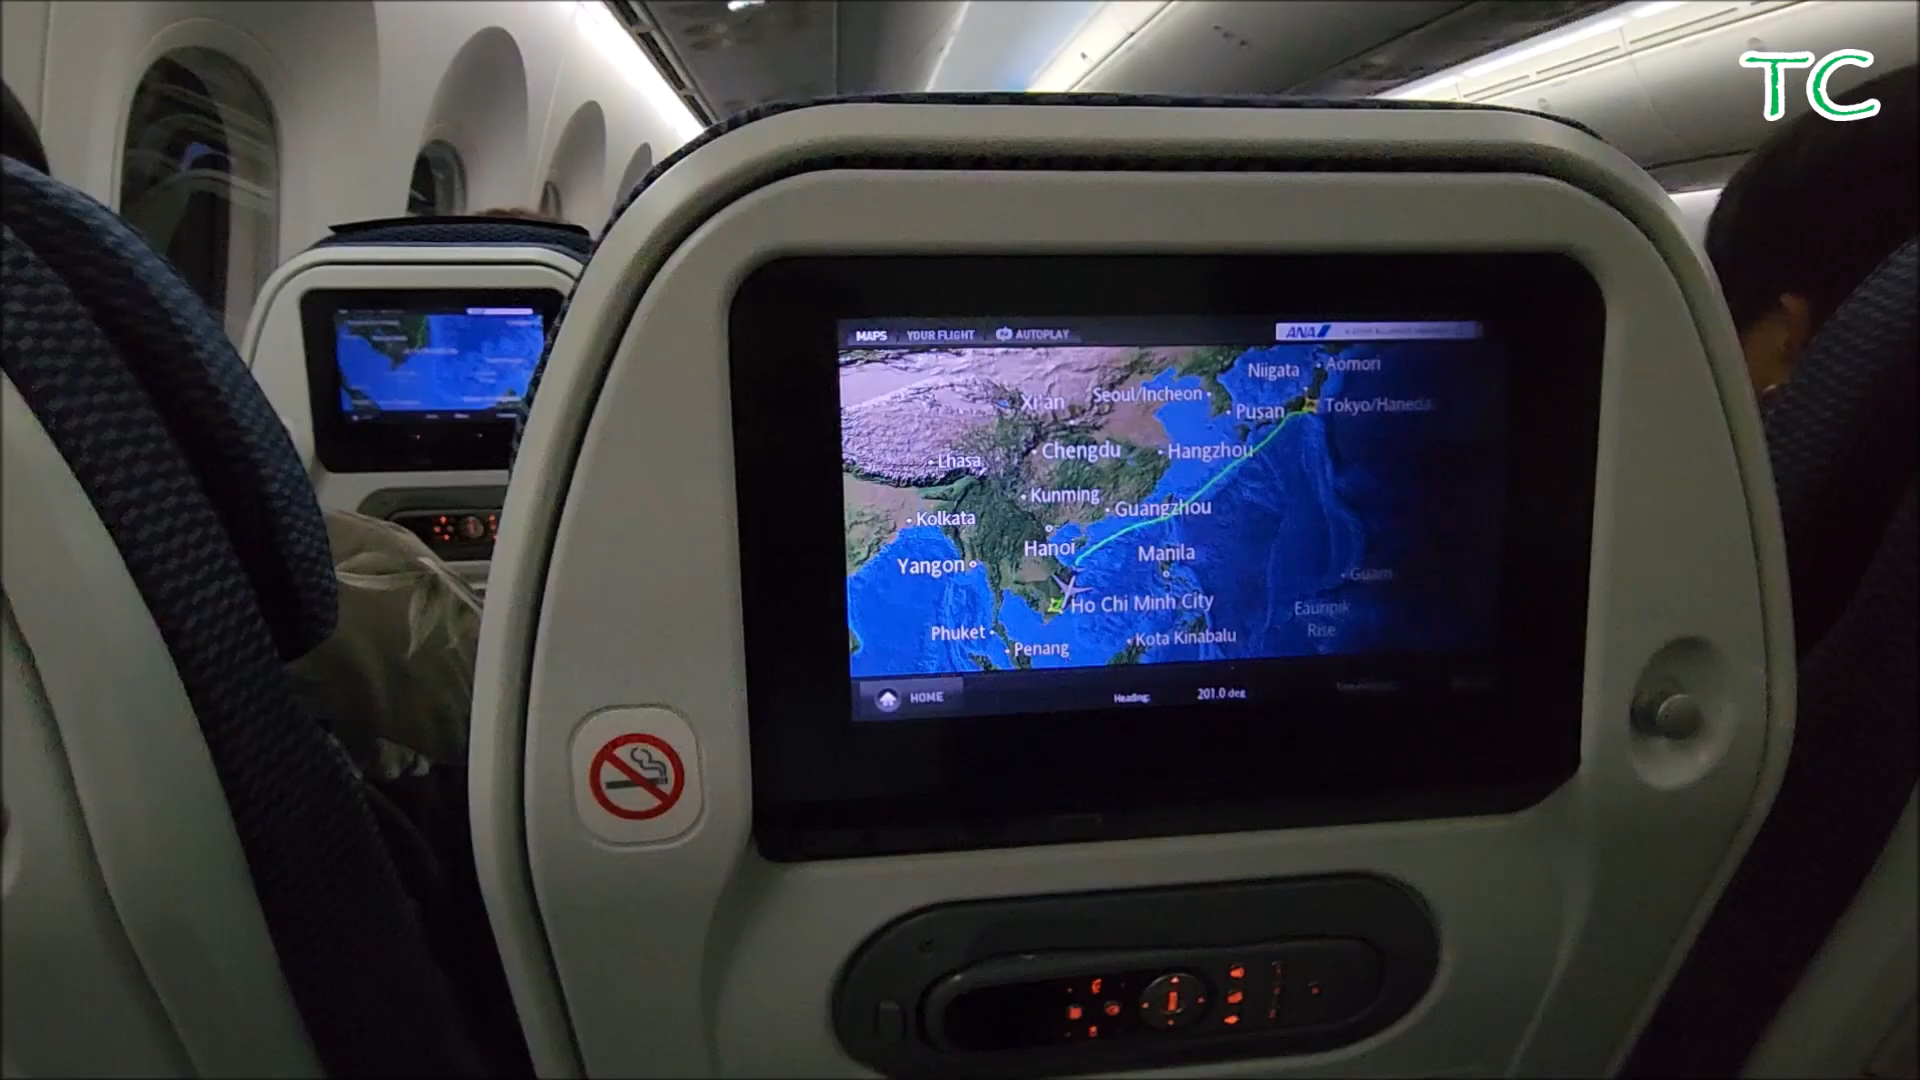 TC
MAPS YOUR FLIGHT AUTOPLAY
ANA
Niigata
Aomori
Xi'an
Seoul/Incheon
Pusan
Tokyo/Haneda
Chengdu
Hangzhou
Lhasa
Kunming
Guangzhou
Kolkata
Hanoi
Manila
Yangon
Guam
Ho Chi Minh City
Eauripik
Rise
Phuket
Kota Kinabalu
Penang
HOME
Heading: 201.0 deg